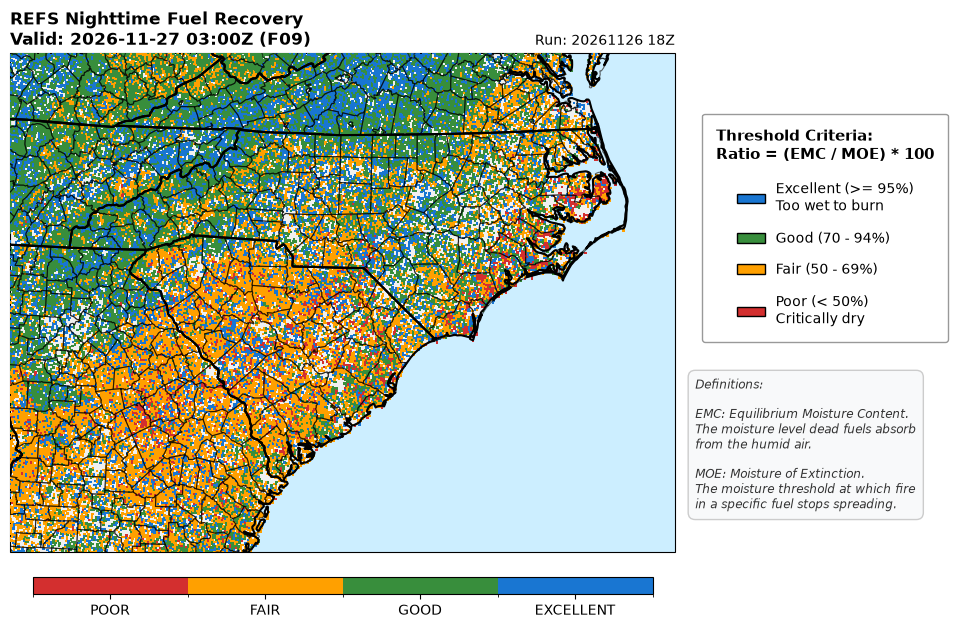 REFS Nighttime Fuel Recovery
Valid: 2026-11-27 03:00Z (F09)
Run: 20261126 18Z
Threshold Criteria:
Ratio = (EMC / MOE) * 100
Excellent (>= 95%)
Too wet to burn
Good (70 - 94%)
Fair (50 - 69%)
Poor (< 50%)
Critically dry
Definitions:
EMC: Equilibrium Moisture Content.
The moisture level dead fuels absorb
from the humid air.
MOE: Moisture of Extinction.
The moisture threshold at which fire
in a specific fuel stops spreading.
POOR FAIR GOOD EXCELLENT